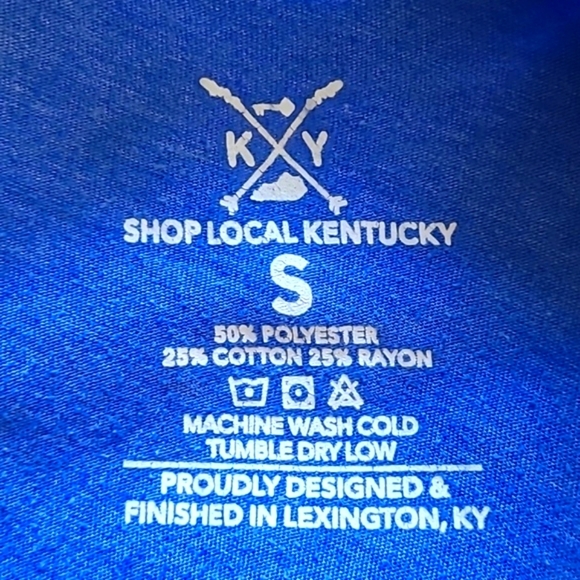 K Y
SHOP LOCAL KENTUCKY
S
50% POLYESTER
25% COTTON 25% RAYON
MACHINE WASH COLD
TUMBLE DRY LOW
PROUDLY DESIGNED &
FINISHED IN LEXINGTON, KY